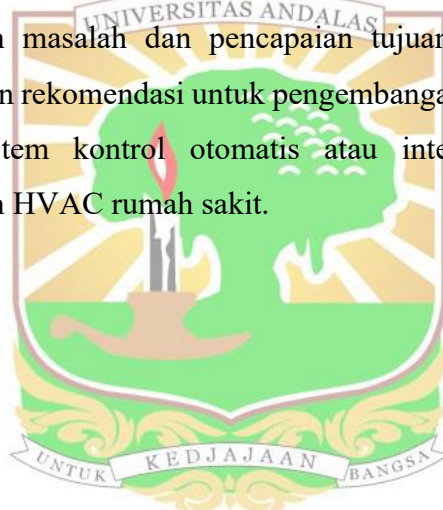 UNIVERSITAS ANDALAS
masalah dan pencapaian tujuan
n rekomendasi untuk pengembanga
tem kontrol otomatis atau inte
HVAC rumah sakit.
UNTUK KEDJAJAAN BANGSA